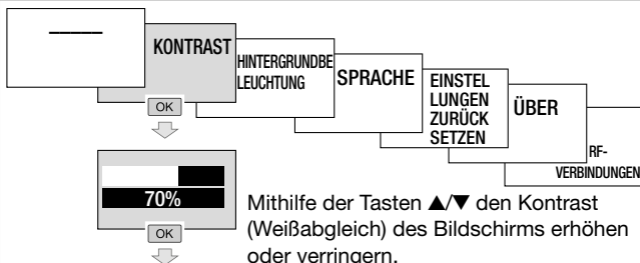 KONTRAST
HINTERGRUNDBE
LEUCHTUNG
SPRACHE
EINSTEL
LUNGEN
ZURÜCK
SETZEN
ÜBER
RF-
VERBINDUNGEN
OK
70%
OK
Mithilfe der Tasten ▲/▼ den Kontrast
(Weißabgleich) des Bildschirms erhöhen
oder verringern.